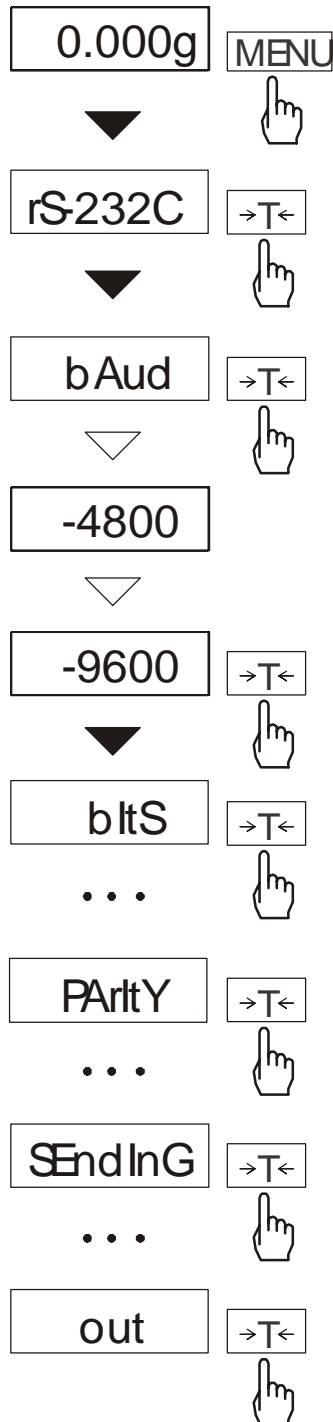 0.000g MENU
rS-232C →T←
bAud →T←
-4800
-9600 →T←
bItS →T←
...
PArItY →T←
...
SEndInG →T←
...
out →T←